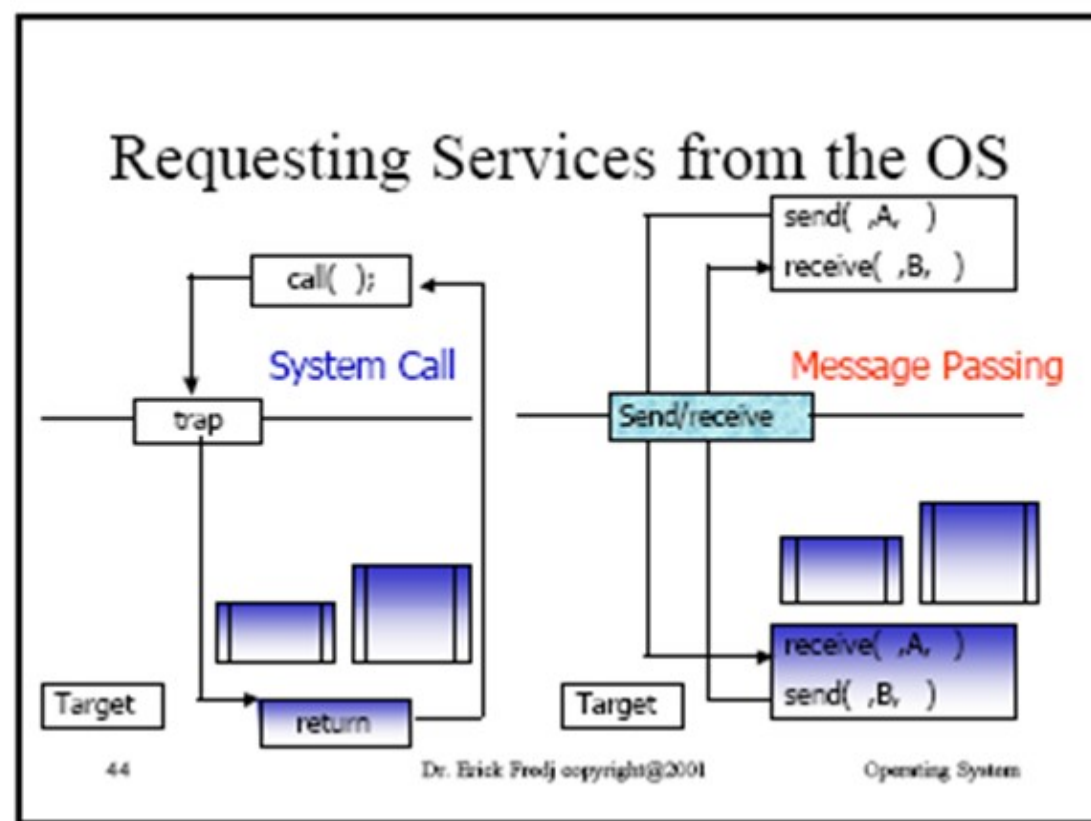 Requesting Services from the OS
call( );
System Call
trap
Target
return
send( ,A, )
receive( ,B, )
Message Passing
Send/receive
receive( ,A, )
send( ,B, )
Target
44
Dr. Erick Fredj copyright@2001
Operating System